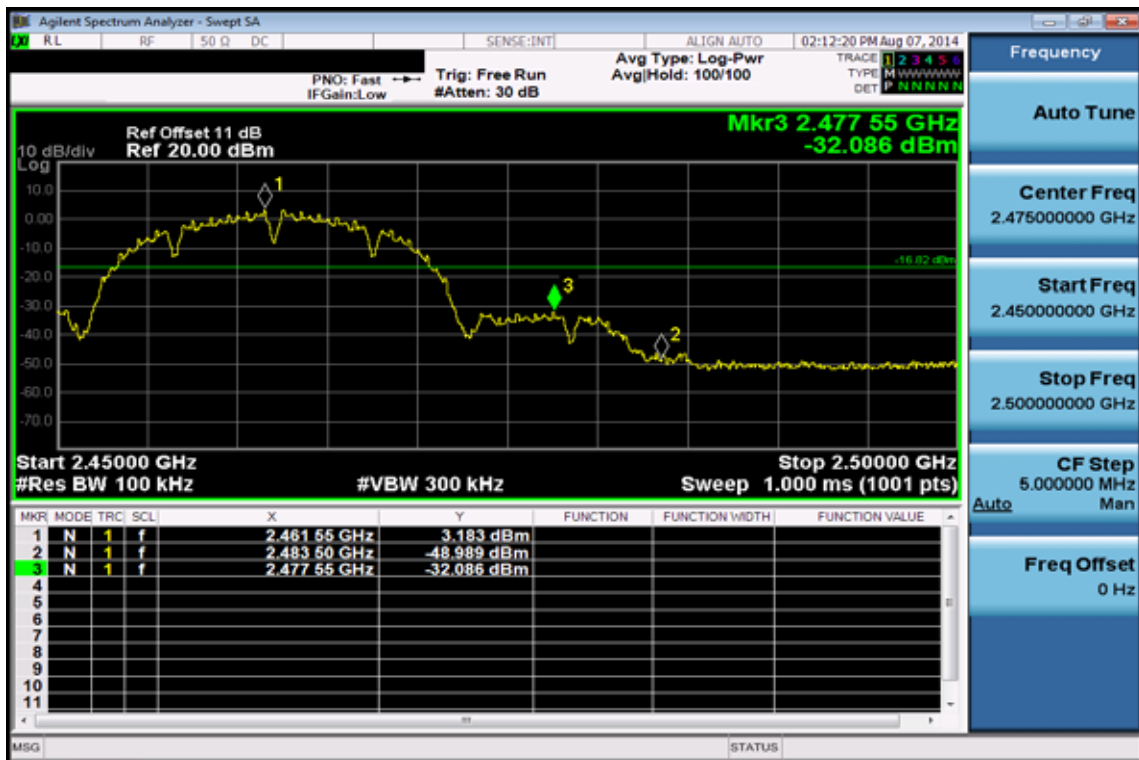 Agilent Spectrum Analyzer - Swept SA
RL RF 50 Ω DC SENSE:INT ALIGN AUTO 02:12:20 PM Aug 07, 2014
Frequency
PNO: Fast Trig: Free Run Avg Type: Log-Pwr TRACE 1 2 3 4 5 6
IFGain:Low #Atten: 30 dB Avg|Hold: 100/100 TYPE M WWWWW
DET P N N N N N
Auto Tune
Ref Offset 11 dB Mkr3 2.477 55 GHz
10 dB/div Ref 20.00 dBm -32.086 dBm
Log
10.0
0.00
-10.0
-20.0
-30.0
-40.0
-50.0
-60.0
-70.0
1
-16.82 dBm
3
2
Center Freq
2.475000000 GHz
Start Freq
2.450000000 GHz
Stop Freq
2.500000000 GHz
Start 2.45000 GHz Stop 2.50000 GHz
#Res BW 100 kHz #VBW 300 kHz Sweep 1.000 ms (1001 pts)
CF Step
5.000000 MHz
Auto Man
Freq Offset
0 Hz
MKR MODE TRC SCL X Y FUNCTION FUNCTION WIDTH FUNCTION VALUE
1 N 1 f 2.461 55 GHz 3.183 dBm
2 N 1 f 2.483 50 GHz -48.989 dBm
3 N 1 f 2.477 55 GHz -32.086 dBm
4
5
6
7
8
9
10
11
MSG STATUS